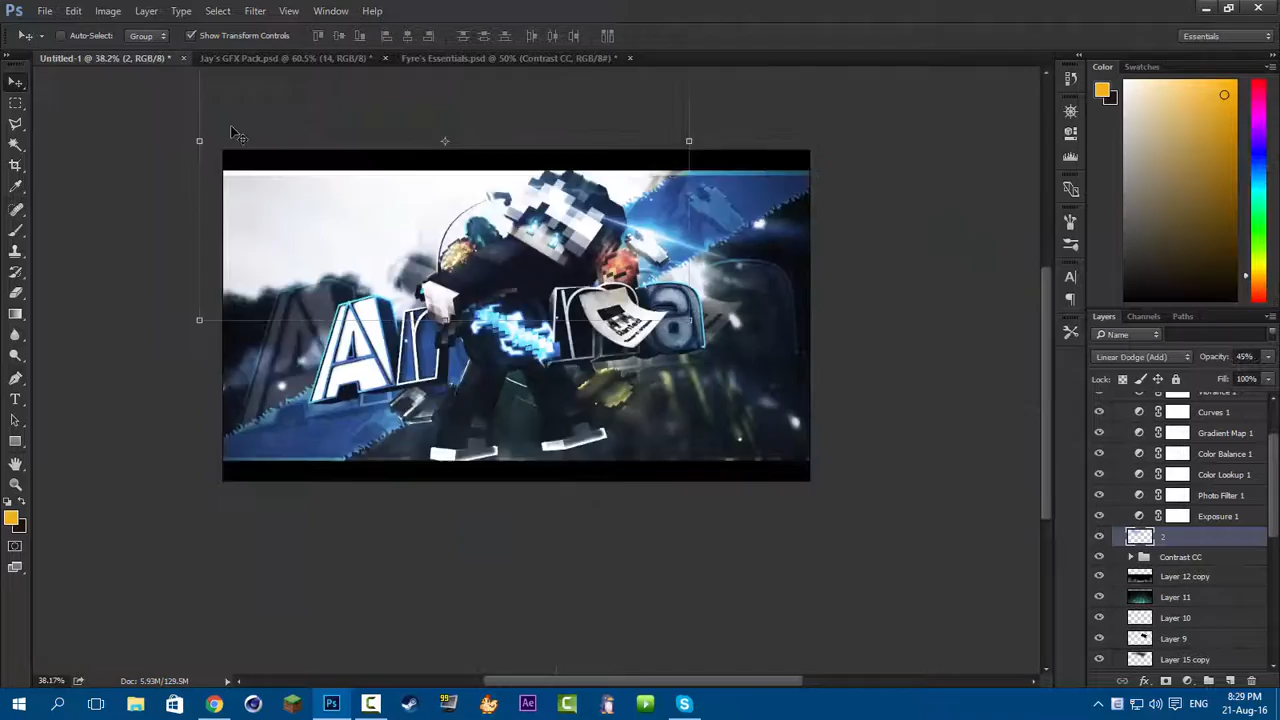 Ps File Edit Image Layer Type Select Filter View Window Help
Auto-Select: Group Show Transform Controls Essentials
Untitled-1 @ 38.2% (2, RGB/8) * × Jay's GFX Pack.psd @ 60.5% (14, RGB/8) * × Fyre's Essentials.psd @ 50% (Contrast CC, RGB/8#) * ×
Color Swatches
Layers Channels Paths
Name
Linear Dodge (Add) Opacity: 45%
Lock: Fill: 100%
Vibrance 1
Curves 1
Gradient Map 1
Color Balance 1
Color Lookup 1
Photo Filter 1
Exposure 1
2
Contrast CC
Layer 12 copy
Layer 11
Layer 10
Layer 9
Layer 15 copy
38.17% Doc: 5.93M/129.5M
8:29 PM
21-Aug-16